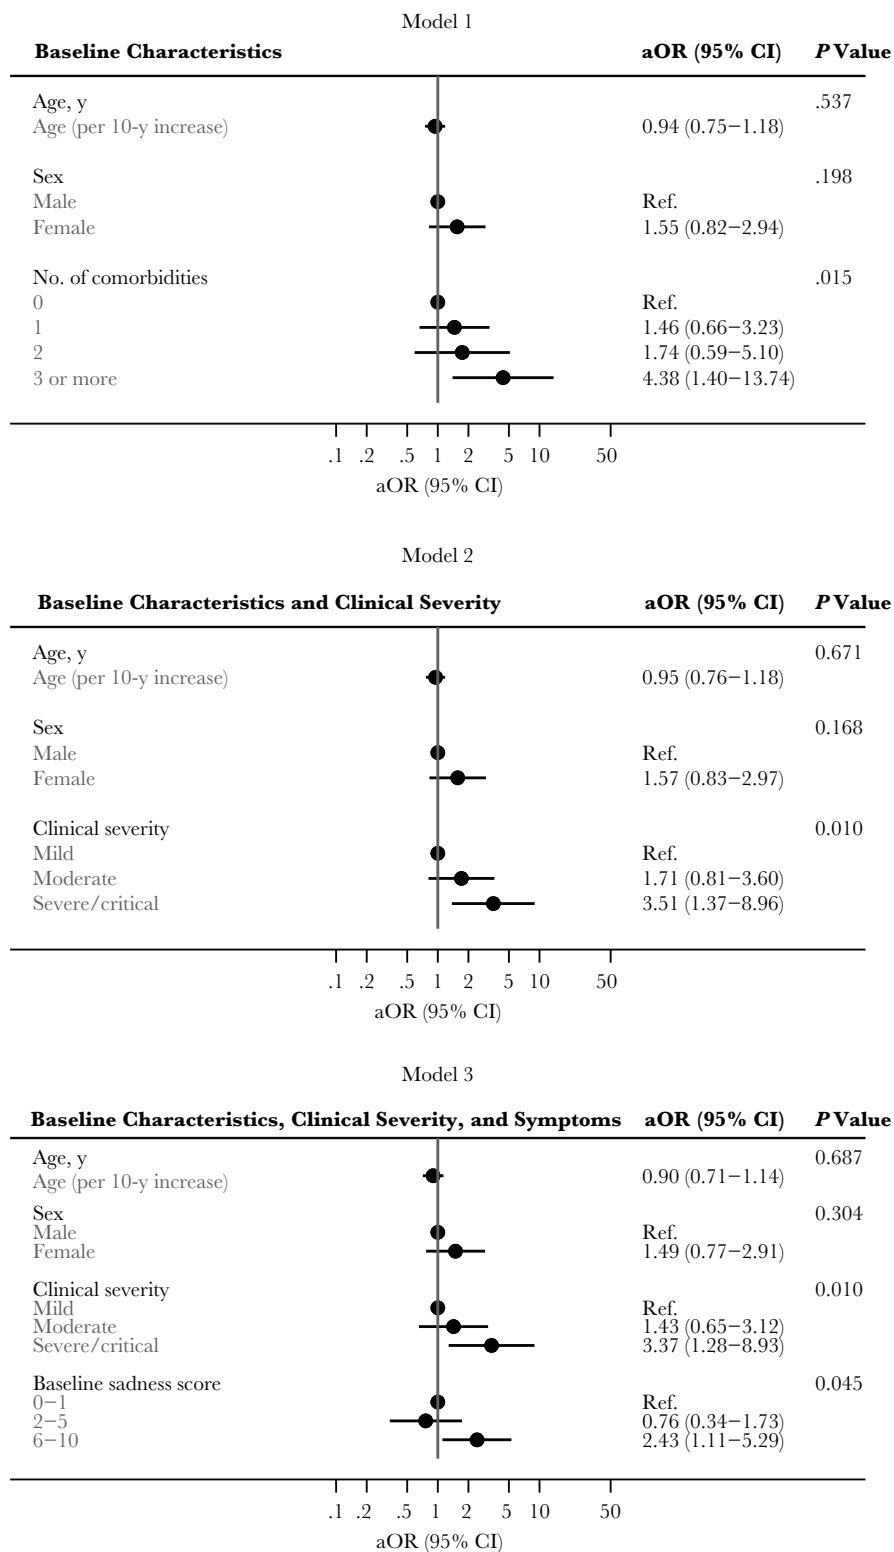 Model 1
Baseline Characteristics aOR (95% CI) P Value
Age, y .537
Age (per 10-y increase) 0.94 (0.75−1.18)
Sex .198
Male Ref.
Female 1.55 (0.82−2.94)
No. of comorbidities .015
0 Ref.
1 1.46 (0.66−3.23)
2 1.74 (0.59−5.10)
3 or more 4.38 (1.40−13.74)
.1 .2 .5 1 2 5 10 50
aOR (95% CI)
Model 2
Baseline Characteristics and Clinical Severity aOR (95% CI) P Value
Age, y 0.671
Age (per 10-y increase) 0.95 (0.76−1.18)
Sex 0.168
Male Ref.
Female 1.57 (0.83−2.97)
Clinical severity 0.010
Mild Ref.
Moderate 1.71 (0.81−3.60)
Severe/critical 3.51 (1.37−8.96)
.1 .2 .5 1 2 5 10 50
aOR (95% CI)
Model 3
Baseline Characteristics, Clinical Severity, and Symptoms aOR (95% CI) P Value
Age, y 0.687
Age (per 10-y increase) 0.90 (0.71−1.14)
Sex 0.304
Male Ref.
Female 1.49 (0.77−2.91)
Clinical severity 0.010
Mild Ref.
Moderate 1.43 (0.65−3.12)
Severe/critical 3.37 (1.28−8.93)
Baseline sadness score 0.045
0−1 Ref.
2−5 0.76 (0.34−1.73)
6−10 2.43 (1.11−5.29)
.1 .2 .5 1 2 5 10 50
aOR (95% CI)